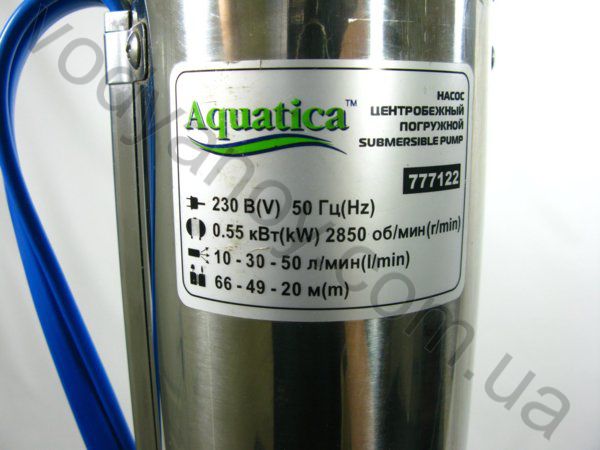 Aquatica™
НАСОС
ЦЕНТРОБЕЖНЫЙ
ПОГРУЖНОЙ
SUBMERSIBLE PUMP
777122
230 В(V) 50 Гц(Hz)
0.55 кВт(kW) 2850 об/мин(r/min)
10 - 30 - 50 л/мин(l/min)
66 - 49 - 20 м(m)
vodyanoy.com.ua